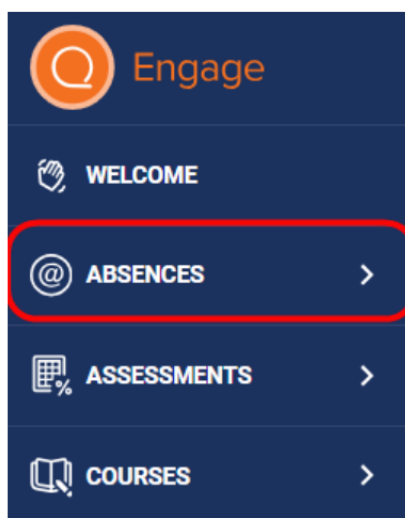 Engage
WELCOME
@ ABSENCES
% ASSESSMENTS
COURSES